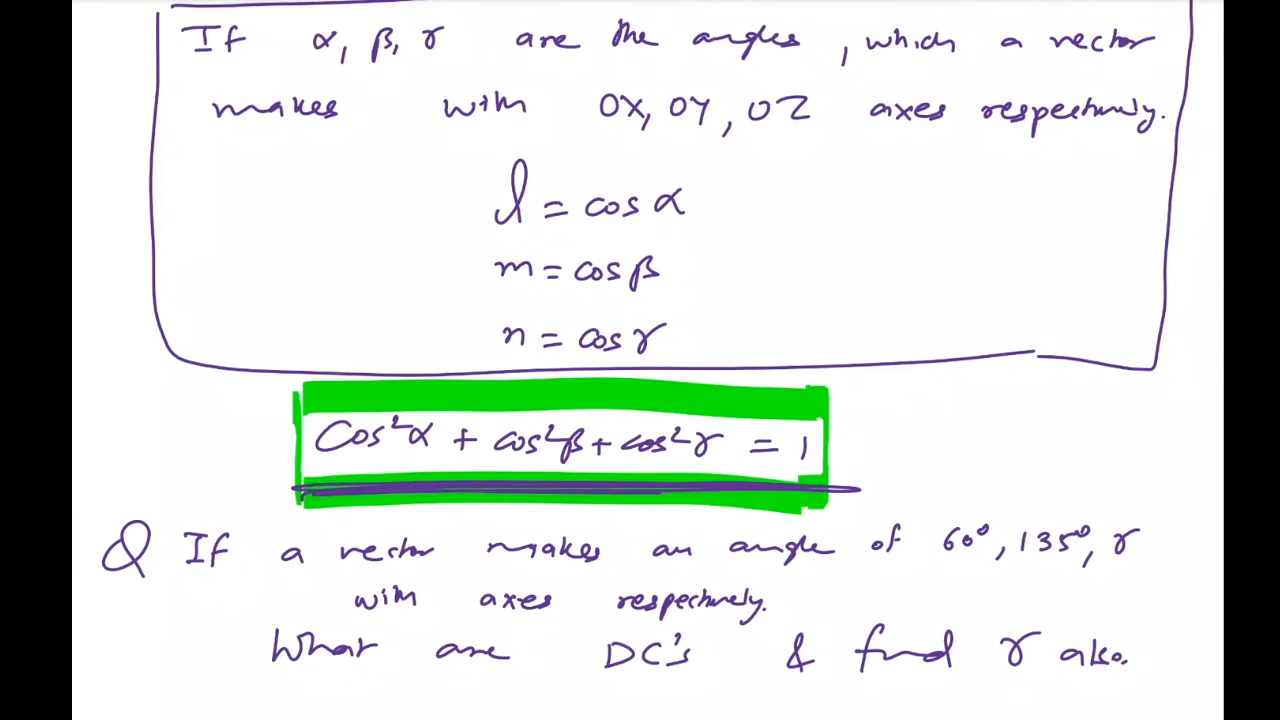 If α, β, γ are the angles, which a vector
makes with OX, OY, OZ axes respectively.
l = cos α
m = cos β
n = cos γ
Cos²α + cos²β + cos²γ = 1
Q If a vector makes an angle of 60°, 135°, γ
with axes respectively.
What are DC's & find γ also.